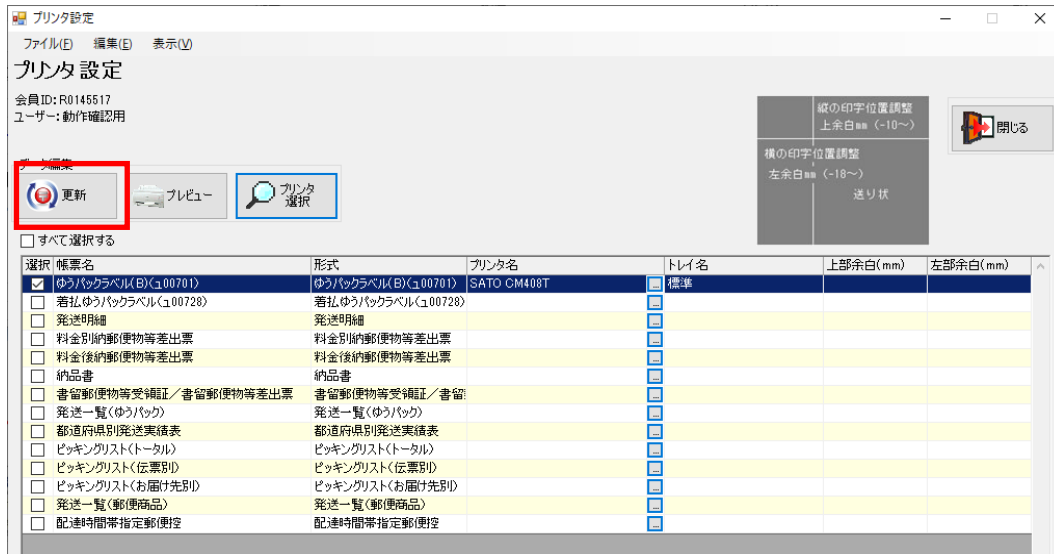 プリンタ設定
ファイル(F) 編集(E) 表示(V)
プリンタ設定
会員ID: R0145517
ユーザー: 動作確認用
縦の印字位置調整
上余白mm (-10～)
横の印字位置調整
左余白mm (-18～)
送り状
閉じる
データ編集
更新 プレビュー プリンタ選択
すべて選択する
選択 帳票名 形式 プリンタ名 トレイ名 上部余白(mm) 左部余白(mm)
ゆうパックラベル(B)(ュ00701) ゆうパックラベル(B)(ュ00701) SATO CM408T ... 標準
着払ゆうパックラベル(ュ00728) 着払ゆうパックラベル(ュ00728) ...
発送明細 発送明細 ...
料金別納郵便物等差出票 料金別納郵便物等差出票 ...
料金後納郵便物等差出票 料金後納郵便物等差出票 ...
納品書 納品書 ...
書留郵便物等受領証／書留郵便物等差出票 書留郵便物等受領証／書留 ...
発送一覧(ゆうパック) 発送一覧(ゆうパック) ...
都道府県別発送実績表 都道府県別発送実績表 ...
ピッキングリスト(トータル) ピッキングリスト(トータル) ...
ピッキングリスト(伝票別) ピッキングリスト(伝票別) ...
ピッキングリスト(お届け先別) ピッキングリスト(お届け先別) ...
発送一覧(郵便商品) 発送一覧(郵便商品) ...
配達時間帯指定郵便控 配達時間帯指定郵便控 ...